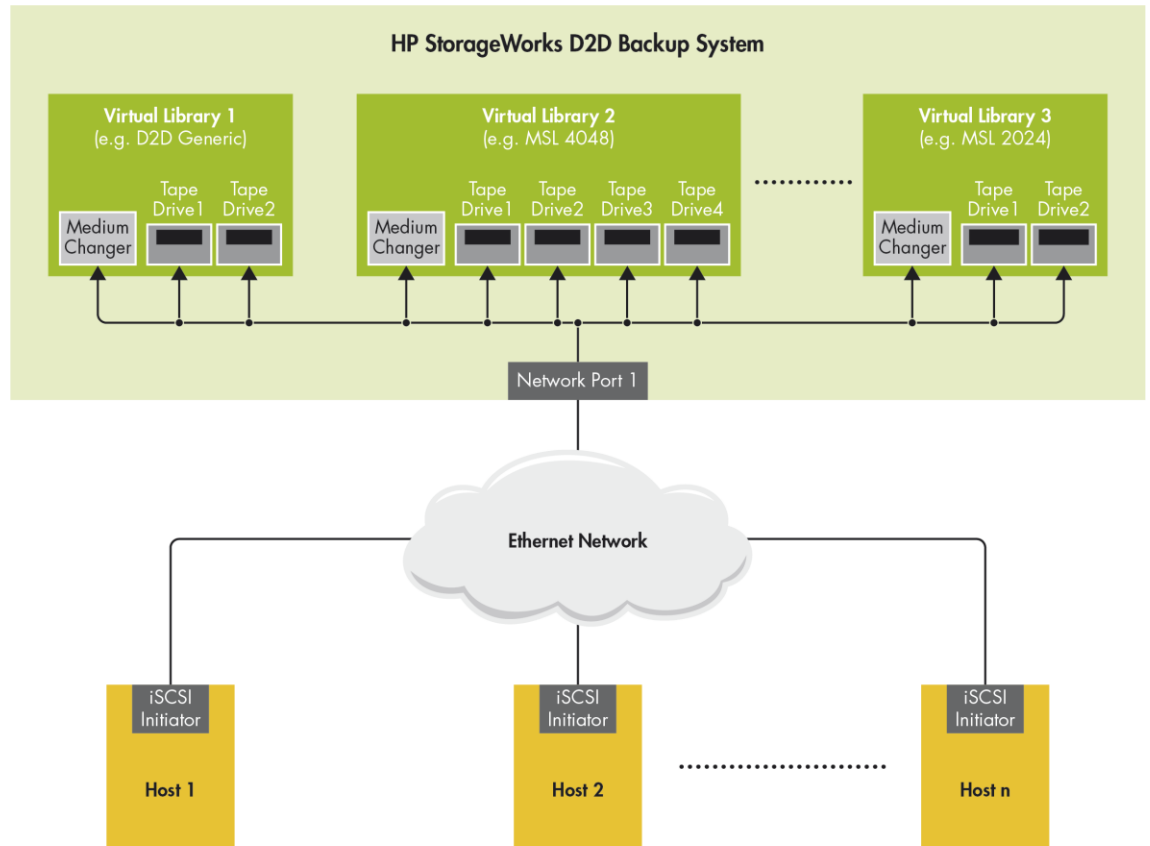 HP StorageWorks D2D Backup System
Virtual Library 1
(e.g. D2D Generic)
Medium
Changer
Tape
Drive1
Tape
Drive2
Virtual Library 2
(e.g. MSL 4048)
Medium
Changer
Tape
Drive1
Tape
Drive2
Tape
Drive3
Tape
Drive4
Virtual Library 3
(e.g. MSL 2024)
Medium
Changer
Tape
Drive1
Tape
Drive2
Network Port 1
Ethernet Network
iSCSI
Initiator
Host 1
iSCSI
Initiator
Host 2
iSCSI
Initiator
Host n